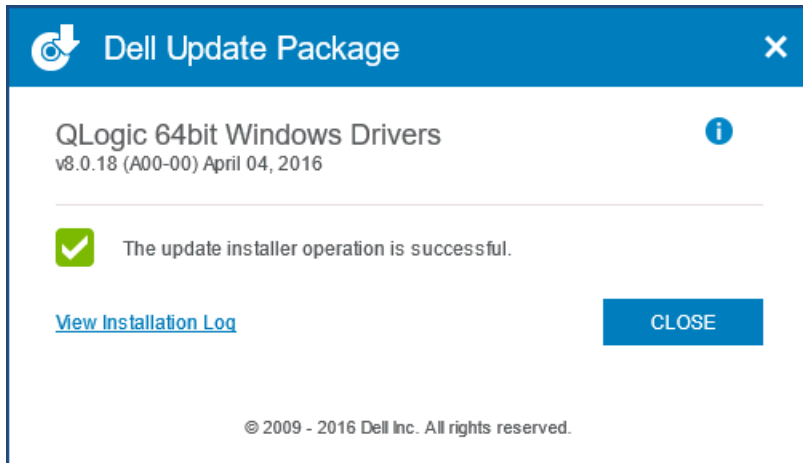 Dell Update Package
QLogic 64bit Windows Drivers
v8.0.18 (A00-00) April 04, 2016
The update installer operation is successful.
View Installation Log
CLOSE
© 2009 - 2016 Dell Inc. All rights reserved.